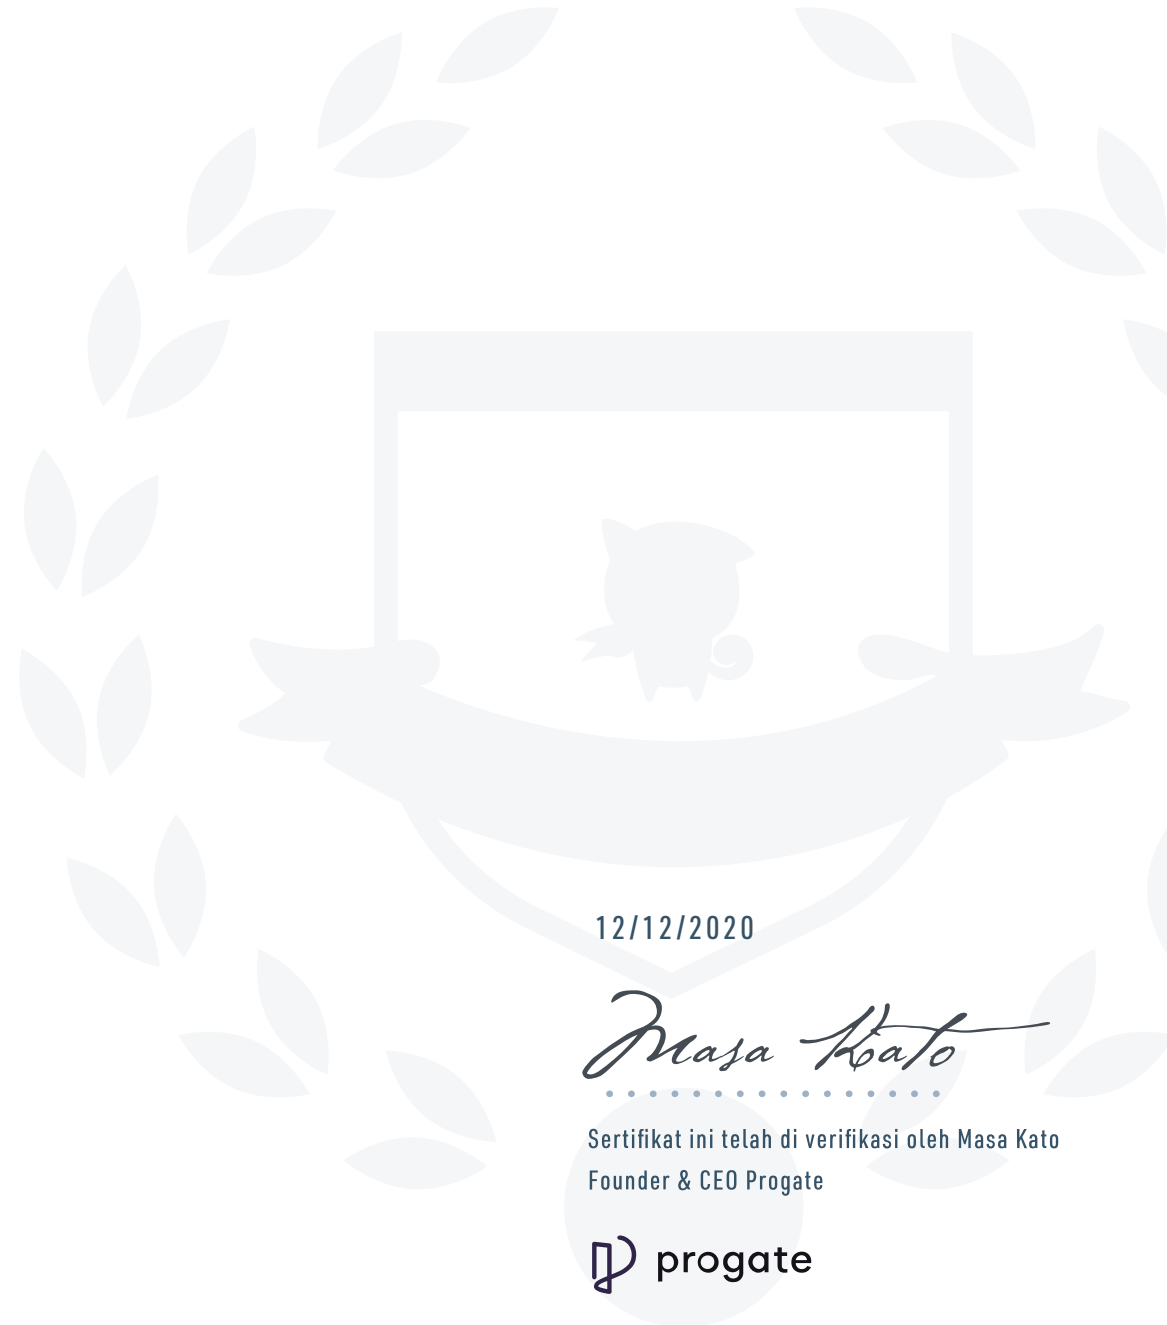 12/12/2020
Masa Kato
Sertifikat ini telah di verifikasi oleh Masa Kato
Founder & CEO Progate
progate